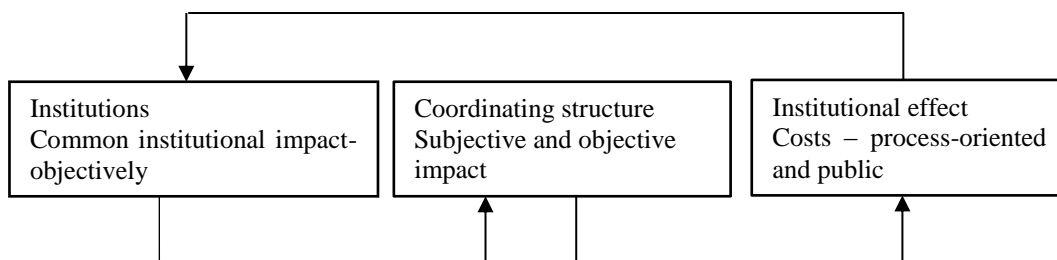 Institutions
Common institutional impact-
objectively
Coordinating structure
Subjective and objective
impact
Institutional effect
Costs – process-oriented
and public